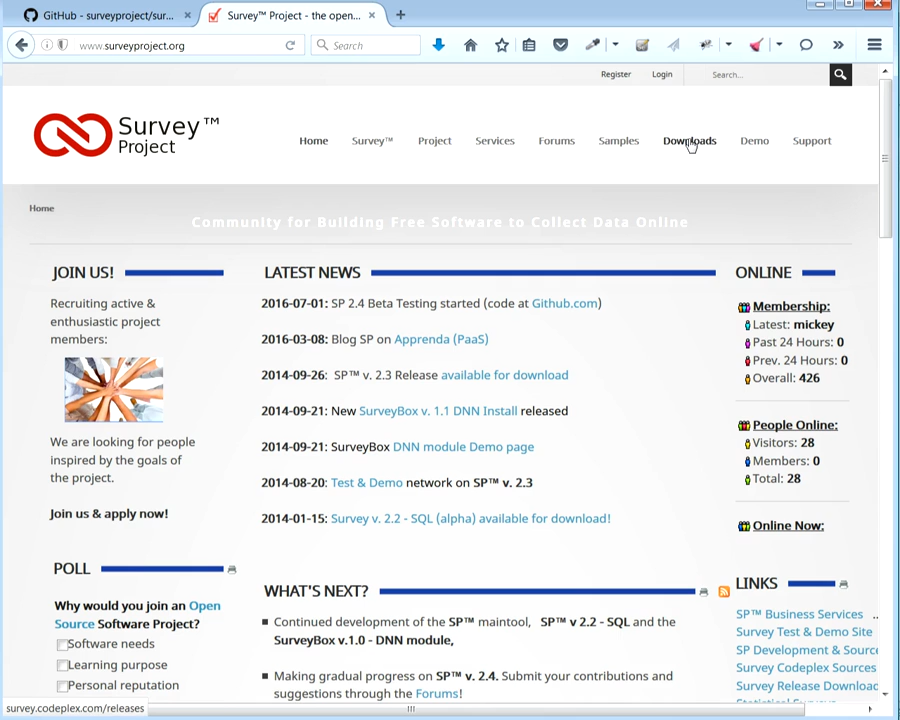 GitHub - surveyproject/sur...
Survey™ Project - the open...
www.surveyproject.org
Search
Register
Login
Search...
Survey™
Project
Home
Survey™
Project
Services
Forums
Samples
Downloads
Demo
Support
Home
Community for Building Free Software to Collect Data Online
JOIN US!
Recruiting active &
enthusiastic project
members:
We are looking for people
inspired by the goals of
the project.
Join us & apply now!
POLL
Why would you join an Open
Source Software Project?
Software needs
Learning purpose
Personal reputation
LATEST NEWS
2016-07-01: SP 2.4 Beta Testing started (code at Github.com)
2016-03-08: Blog SP on Apprenda (PaaS)
2014-09-26: SP™ v. 2.3 Release available for download
2014-09-21: New SurveyBox v. 1.1 DNN Install released
2014-09-21: SurveyBox DNN module Demo page
2014-08-20: Test & Demo network on SP™ v. 2.3
2014-01-15: Survey v. 2.2 - SQL (alpha) available for download!
WHAT'S NEXT?
Continued development of the SP™ maintool, SP™ v 2.2 - SQL and the
SurveyBox v.1.0 - DNN module,
Making gradual progress on SP™ v. 2.4. Submit your contributions and
suggestions through the Forums!
ONLINE
Membership:
Latest: mickey
Past 24 Hours: 0
Prev. 24 Hours: 0
Overall: 426
People Online:
Visitors: 28
Members: 0
Total: 28
Online Now:
LINKS
SP™ Business Services ..
Survey Test & Demo Site
SP Development & Source
Survey Codeplex Sources
Survey Release Download
survey.codeplex.com/releases